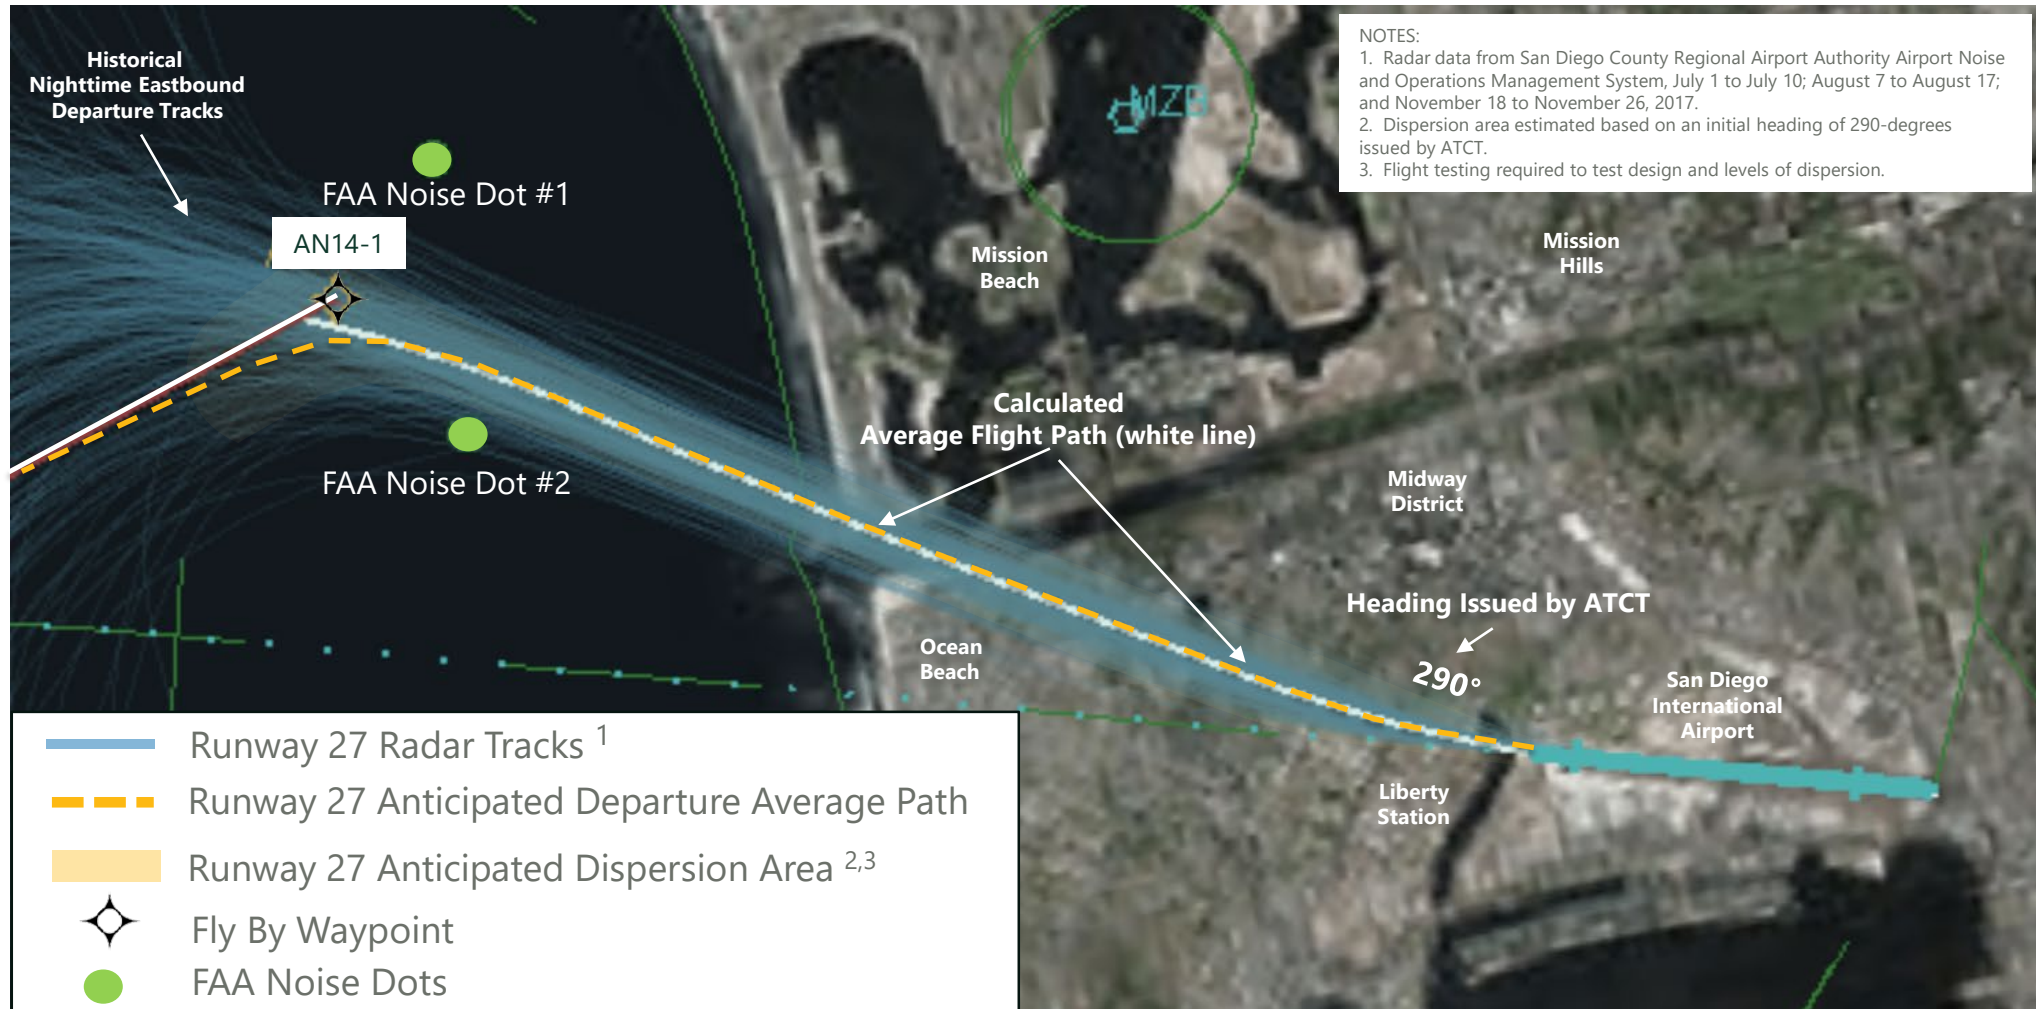 Historical
Nighttime Eastbound
Departure Tracks
FAA Noise Dot #1
AN14-1
FAA Noise Dot #2
MZB
NOTES:
1. Radar data from San Diego County Regional Airport Authority Airport Noise
and Operations Management System, July 1 to July 10; August 7 to August 17;
and November 18 to November 26, 2017.
2. Dispersion area estimated based on an initial heading of 290-degrees
issued by ATCT.
3. Flight testing required to test design and levels of dispersion.
Mission
Beach
Mission
Hills
Calculated
Average Flight Path (white line)
Midway
District
Heading Issued by ATCT
290°
Ocean
Beach
San Diego
International
Airport
Liberty
Station
Runway 27 Radar Tracks 1
Runway 27 Anticipated Departure Average Path
Runway 27 Anticipated Dispersion Area 2,3
Fly By Waypoint
FAA Noise Dots